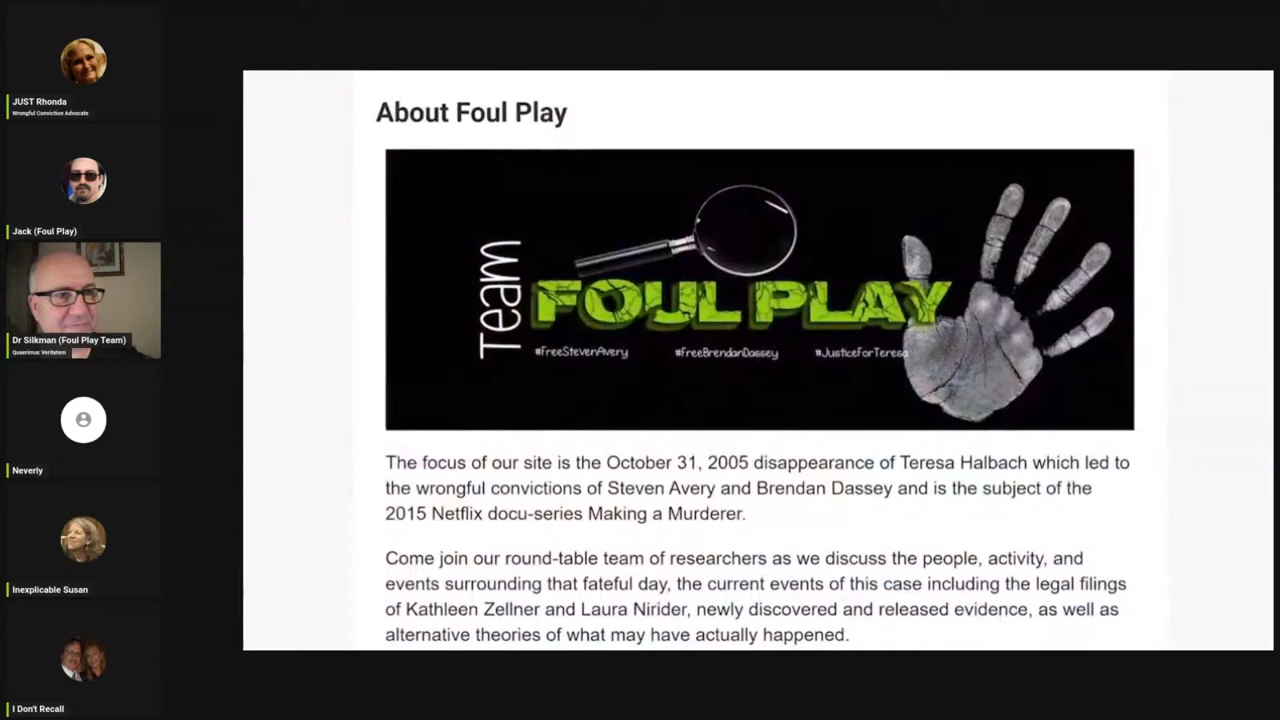 JUST Rhonda
Wrongful Conviction Advocate
Jack (Foul Play)
Dr Silkman (Foul Play Team)
Quaerimus Veritatem
Neverly
Inexplicable Susan
I Don't Recall
About Foul Play
Team
FOUL PLAY
#FreeStevenAvery #FreeBrendanDassey #JusticeForTeresa
The focus of our site is the October 31, 2005 disappearance of Teresa Halbach which led to
the wrongful convictions of Steven Avery and Brendan Dassey and is the subject of the
2015 Netflix docu-series Making a Murderer.
Come join our round-table team of researchers as we discuss the people, activity, and
events surrounding that fateful day, the current events of this case including the legal filings
of Kathleen Zellner and Laura Nirider, newly discovered and released evidence, as well as
alternative theories of what may have actually happened.